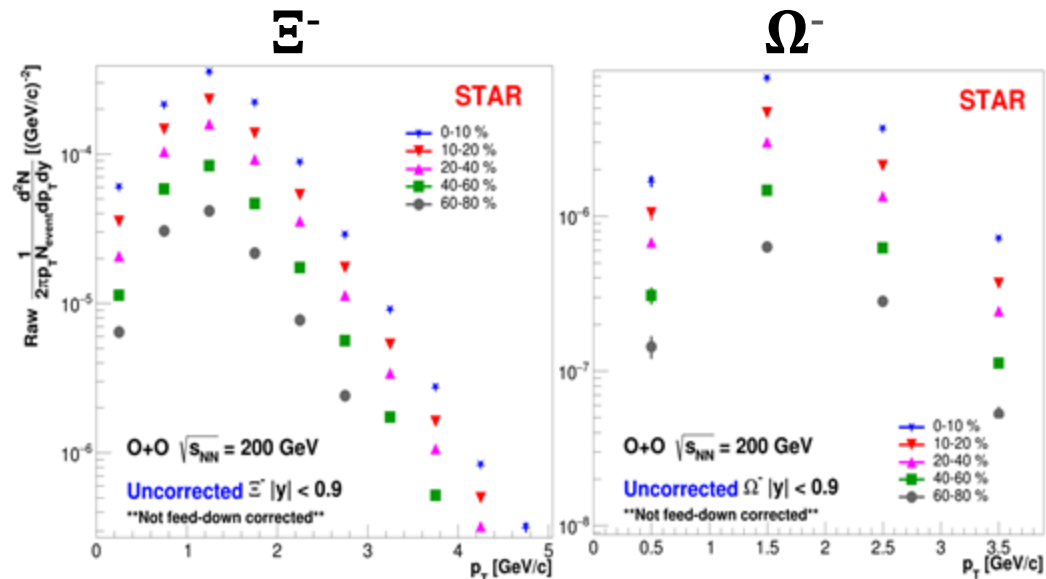 Ξ⁻
Ω⁻
Raw 1/2πp_T N_event d²N/dp_T dy [(GeV/c)⁻²]
STAR
0-10 %
10-20 %
20-40 %
40-60 %
60-80 %
10⁻⁴
10⁻⁵
10⁻⁶
O+O √s_NN = 200 GeV
Uncorrected Ξ⁻ |y| < 0.9
**Not feed-down corrected**
0 1 2 3 4 5
p_T [GeV/c]
STAR
10⁻⁶
10⁻⁷
10⁻⁸
0-10 %
10-20 %
20-40 %
40-60 %
60-80 %
O+O √s_NN = 200 GeV
Uncorrected Ω⁻ |y| < 0.9
**Not feed-down corrected**
0 0.5 1 1.5 2 2.5 3 3.5
p_T [GeV/c]